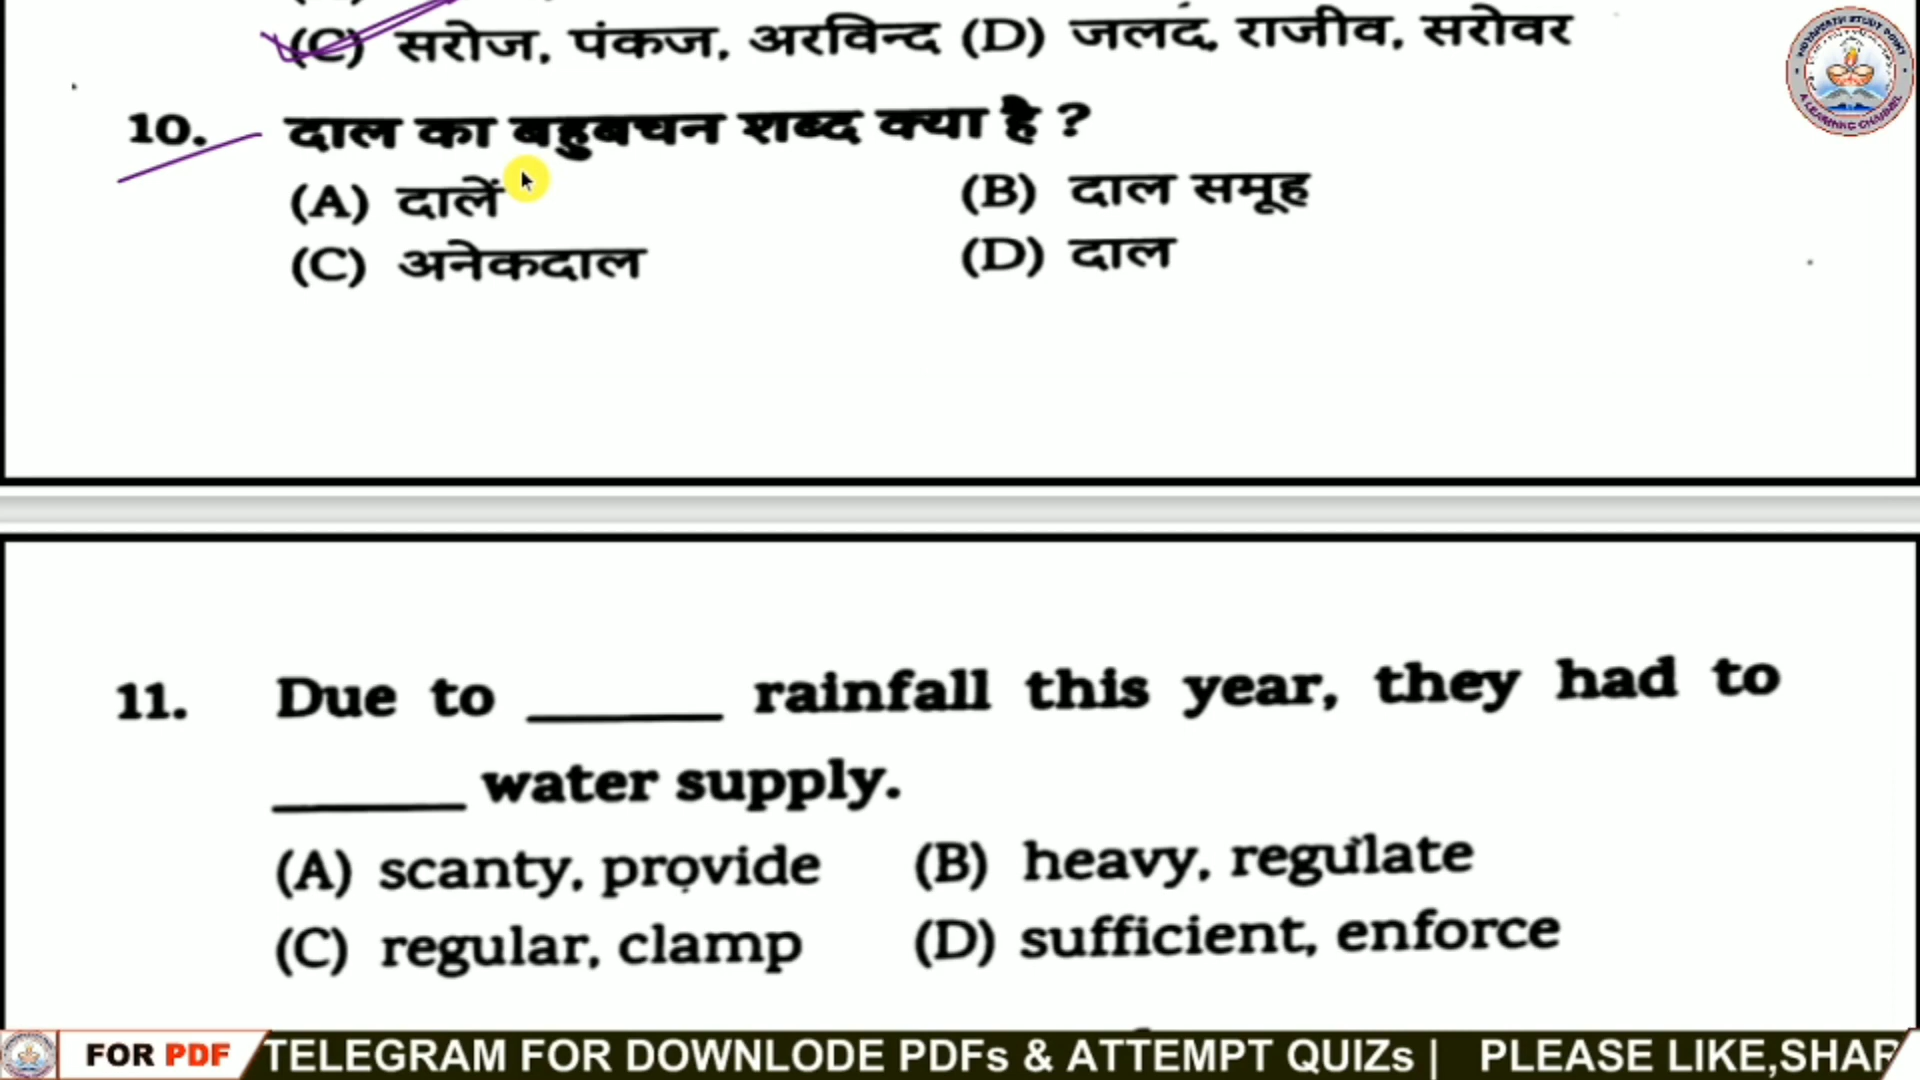 (C) सरोज, पंकज, अरविन्द (D) जलद, राजीव, सरोवर
10. दाल का बहुबचन शब्द क्या है ?
(A) दालें (B) दाल समूह
(C) अनेकदाल (D) दाल
11. Due to ______ rainfall this year, they had to
______ water supply.
(A) scanty, provide (B) heavy, regulate
(C) regular, clamp (D) sufficient, enforce
FOR PDF TELEGRAM FOR DOWNLODE PDFs & ATTEMPT QUIZs | PLEASE LIKE,SHAR